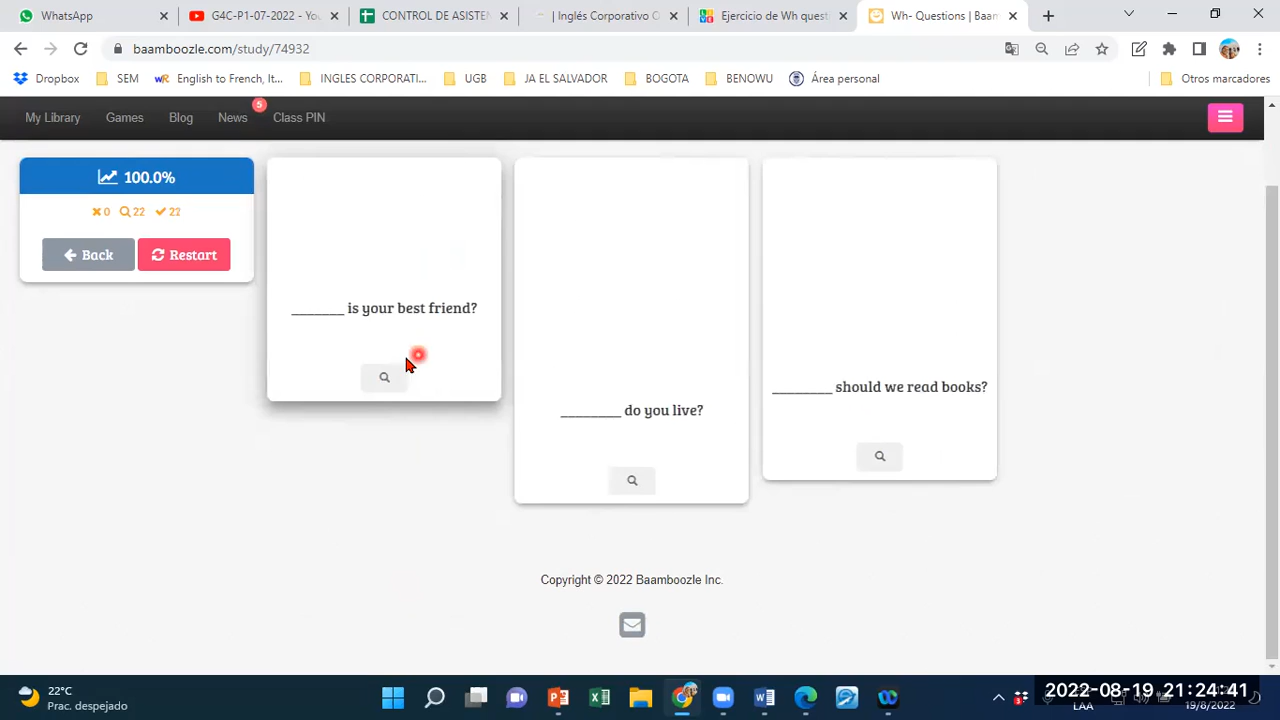 WhatsApp
G4C-P1-07-2022 - Yo
CONTROL DE ASISTEN
| Inglés Corporativo O
Ejercicio de Wh quest
Wh- Questions | Baam
baamboozle.com/study/74932
Dropbox
SEM
English to French, It...
INGLES CORPORATI...
UGB
JA EL SALVADOR
BOGOTA
BENOWU
Área personal
Otros marcadores
My Library
Games
Blog
News
5
Class PIN
100.0%
0
22
22
Back
Restart
_______ is your best friend?
________ do you live?
________ should we read books?
Copyright © 2022 Baamboozle Inc.
22°C
Prac. despejado
3
LAA
2022-08-19 21:24:41
19/8/2022